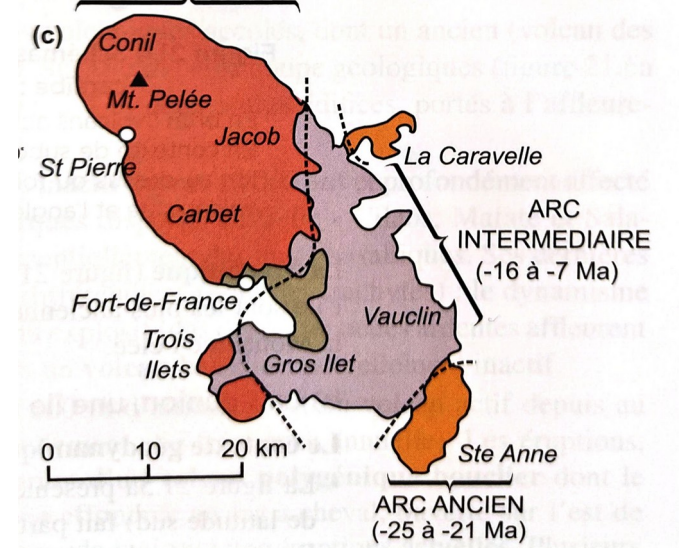 (c)
Conil
Mt. Pelée
Jacob
St Pierre
La Caravelle
Carbet
ARC
INTERMEDIAIRE
(-16 à -7 Ma)
Fort-de-France
Vauclin
Trois
Ilets
Gros Ilet
0 10 20 km
Ste Anne
ARC ANCIEN
(-25 à -21 Ma)